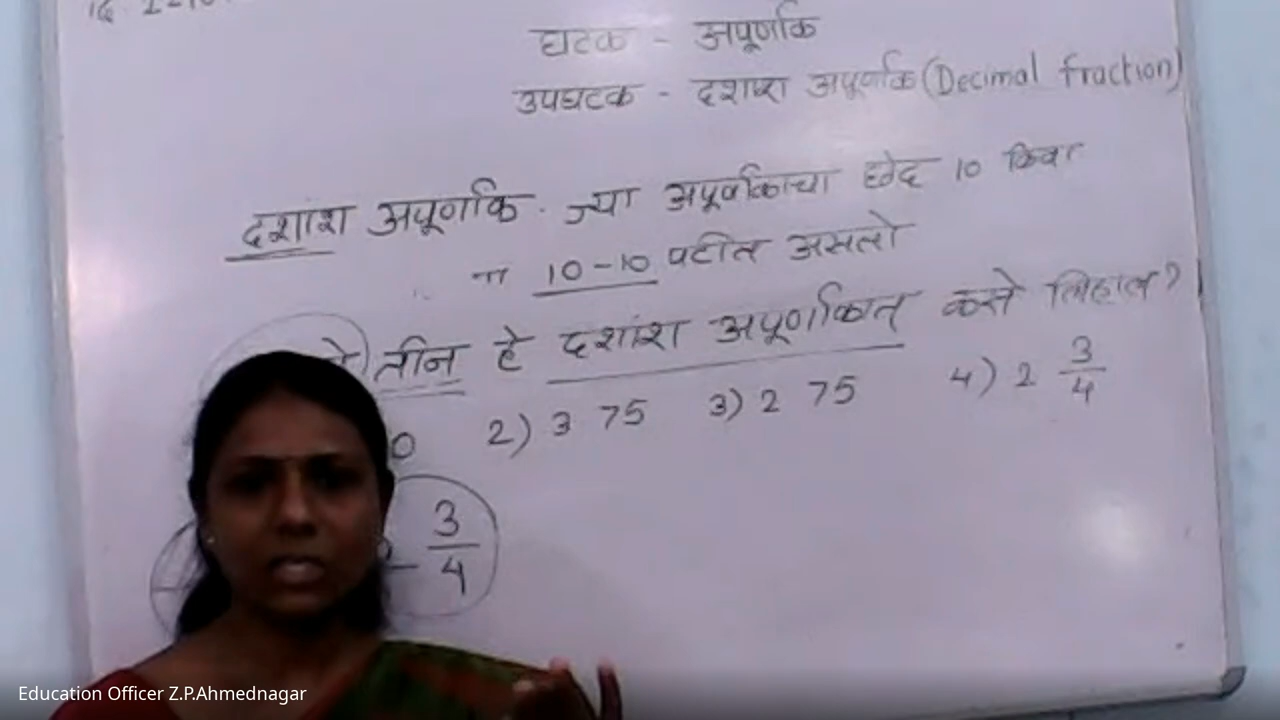 घटक - अपूर्णांक
उपघटक - दशांश अपूर्णांक (Decimal fraction)
दशांश अपूर्णांक - ज्या अपूर्णांकाचा छेद 10 किंवा
10-10 पटीत असतो
तीन हे दशांश अपूर्णांकात कसे लिहाल?
0 2) 3 75 3) 2 75 4) 2 3/4
3/4
Education Officer Z.P.Ahmednagar